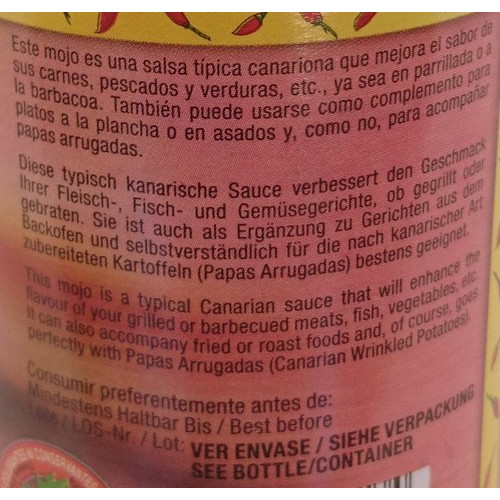 Este mojo es una salsa típica canariona que mejora el sabor de
sus carnes, pescados y verduras, etc., ya sea en parrillada o a
la barbacoa. También puede usarse como complemento para
platos a la plancha o en asados y, como no, para acompañar
papas arrugadas.
Diese typisch kanarische Sauce verbessert den Geschmack
Ihrer Fleisch-, Fisch- und Gemüsegerichte, ob gegrillt oder
gebraten. Sie ist auch als Ergänzung zu Gerichten aus dem
Backofen und selbstverständlich für die nach kanarischer Art
zubereiteten Kartoffeln (Papas Arrugadas) bestens geeignet.
This mojo is a typical Canarian sauce that will enhance the
flavour of your grilled or barbecued meats, fish, vegetables, etc.
It can also accompany fried or roast foods and, of course, goes
perfectly with Papas Arrugadas (Canarian Wrinkled Potatoes).
Consumir preferentemente antes de:
Mindestens Haltbar Bis / Best before
Lote / LOS-Nr. / Lot: VER ENVASE / SIEHE VERPACKUNG
SEE BOTTLE/CONTAINER